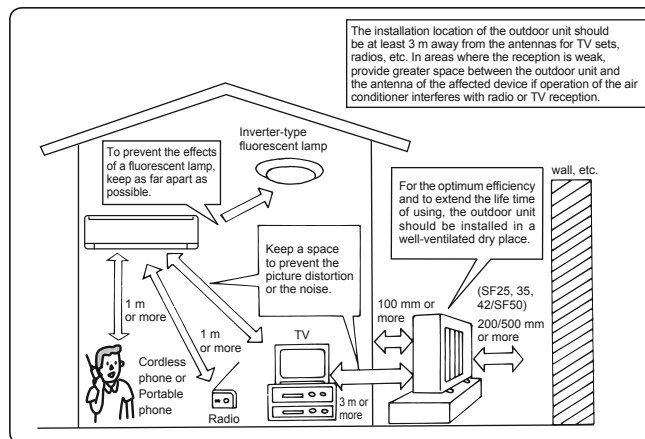 The installation location of the outdoor unit should
be at least 3 m away from the antennas for TV sets,
radios, etc. In areas where the reception is weak,
provide greater space between the outdoor unit and
the antenna of the affected device if operation of the air
conditioner interferes with radio or TV reception.
Inverter-type
fluorescent lamp
To prevent the effects
of a fluorescent lamp,
keep as far apart as
possible.
wall, etc.
For the optimum efficiency
and to extend the life time
of using, the outdoor unit
should be installed in a
well-ventilated dry place.
Keep a space
to prevent the
picture distortion
or the noise.
1 m
or more
1 m
or more
TV
100 mm or
more
(SF25, 35,
42/SF50)
200/500 mm
or more
Cordless
phone or
Portable
phone
Radio
3 m or
more